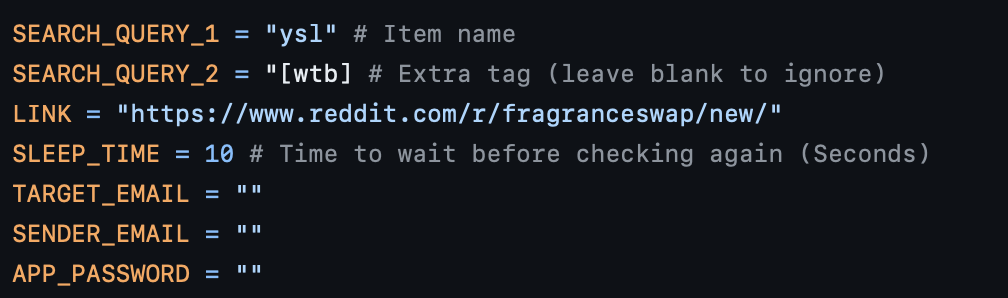 SEARCH_QUERY_1 = "ysl" # Item name
SEARCH_QUERY_2 = "[wtb] # Extra tag (leave blank to ignore)
LINK = "https://www.reddit.com/r/fragranceswap/new/"
SLEEP_TIME = 10 # Time to wait before checking again (Seconds)
TARGET_EMAIL = ""
SENDER_EMAIL = ""
APP_PASSWORD = ""